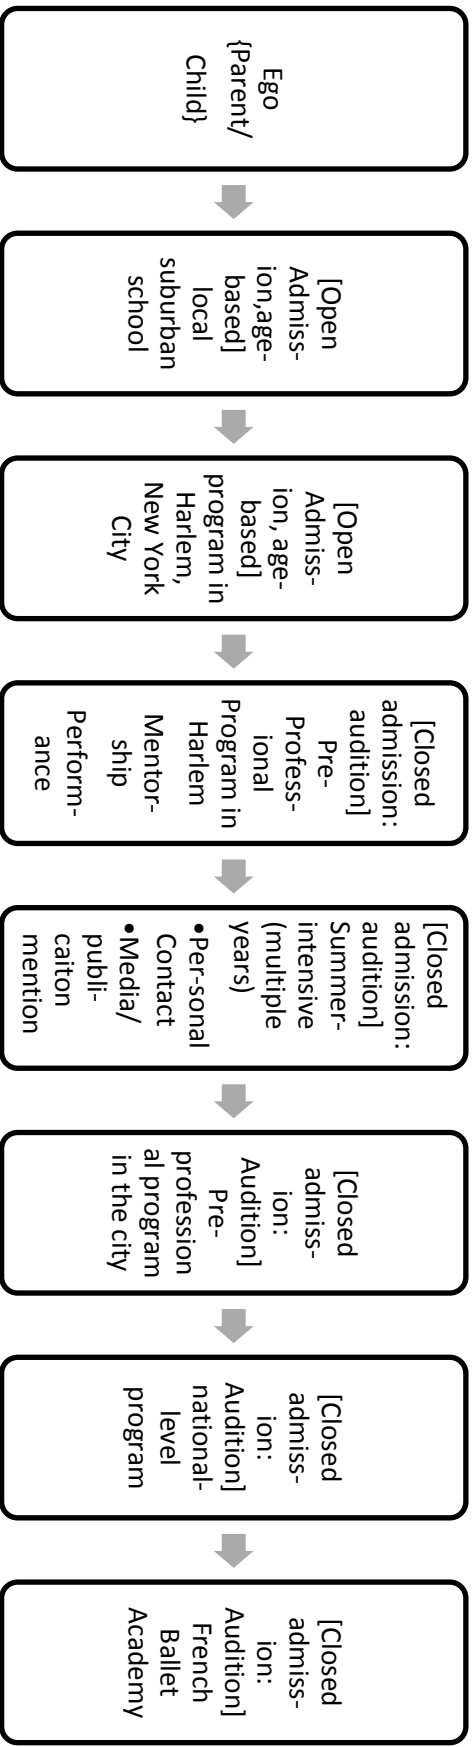 Ego
{Parent/
Child}
[Open
Admiss-
ion,age-
based]
local
suburban
school
[Open
Admiss-
ion, age-
based]
program in
Harlem,
New York
City
[Closed
admission:
audition]
Pre-
Profess-
ional
Program in
Harlem
Mentor-
ship
Perform-
ance
[Closed
admission:
audition]
Summer-
intensive
(multiple
years)
•Per-sonal
Contact
•Media/
publi-
caiton
mention
[Closed
admiss-
ion:
Audition]
Pre-
profession
al program
in the city
[Closed
admiss-
ion:
Audition]
national-
level
program
[Closed
admiss-
ion:
Audition]
French
Ballet
Academy